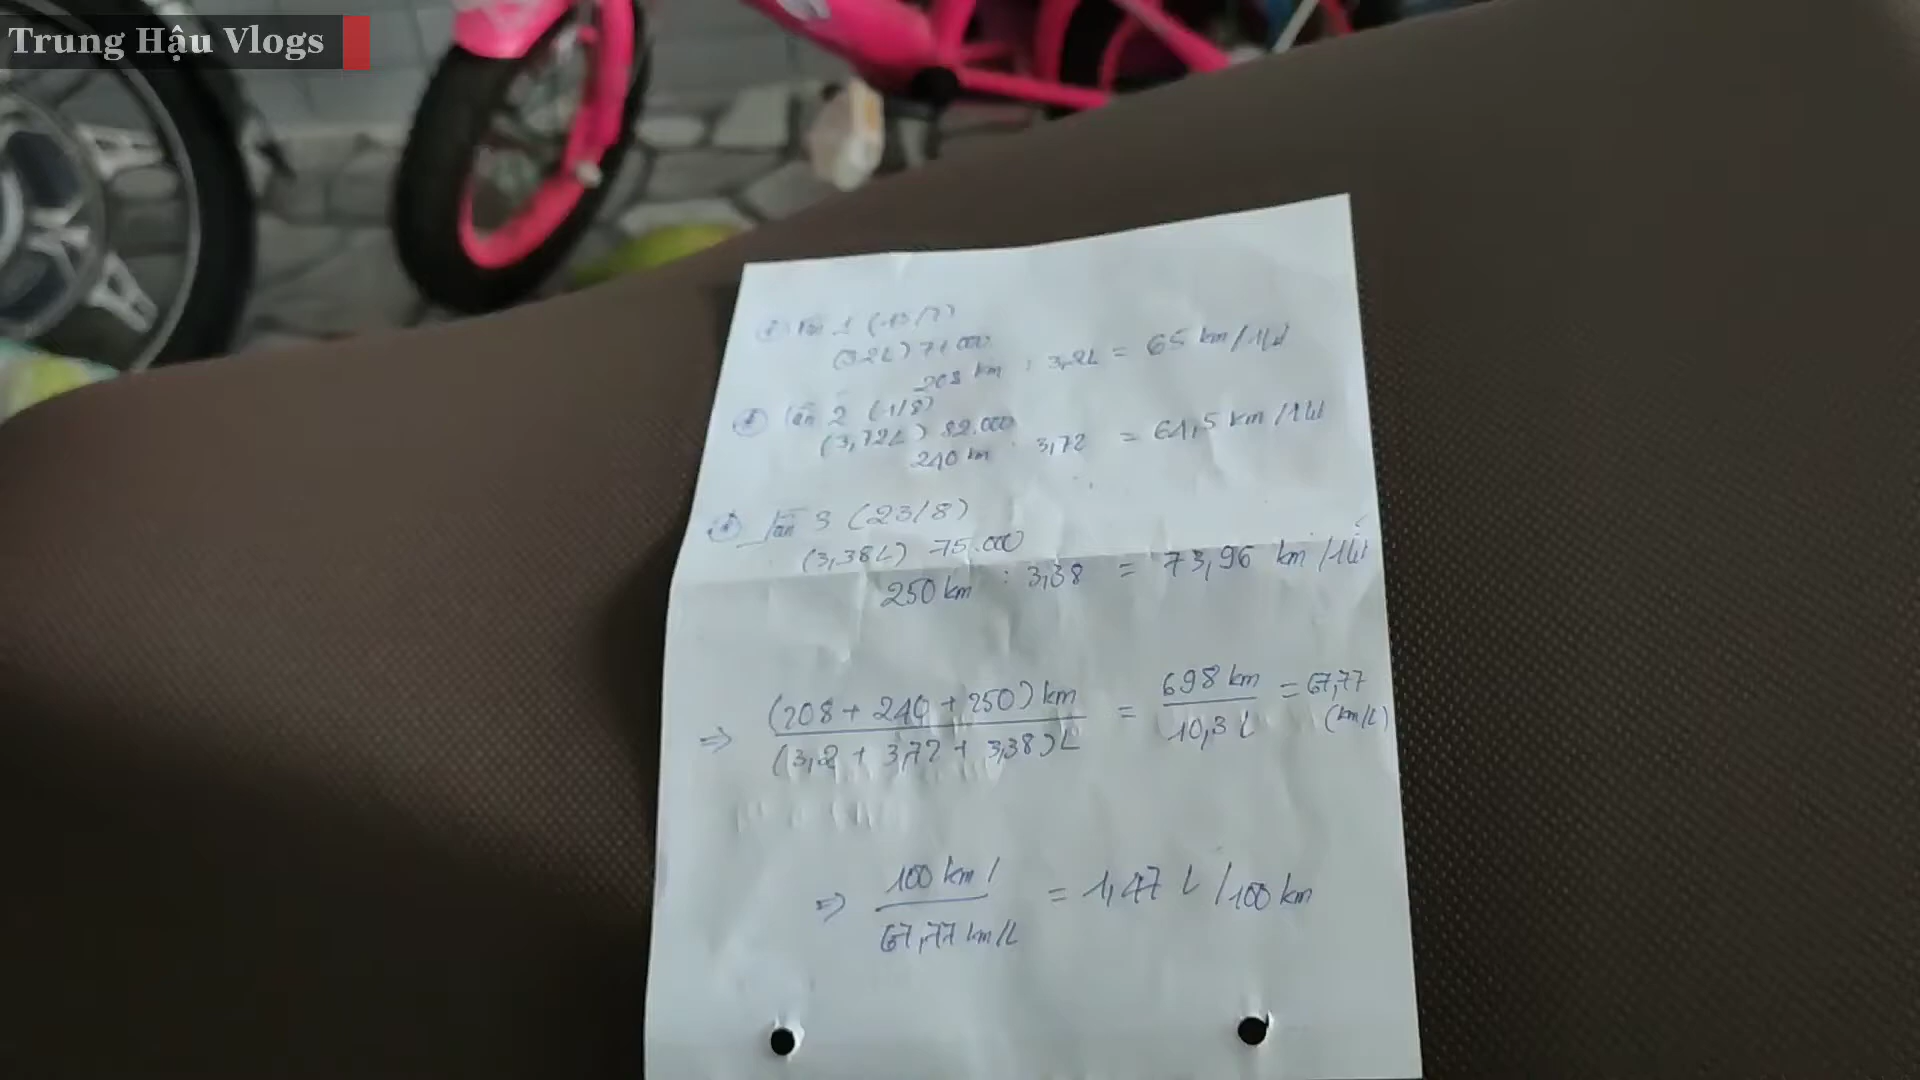 Trung Hậu Vlogs
lần 1 (13/7)
(3,2L) 71.000
208 km : 3,2L = 65 km/1lít
lần 2 (1/8)
(3,72L) 82.000
240 km : 3,72 = 64,5 km/1lít
lần 3 (23/8)
(3,38L) 75.000
250 km : 3,38 = 73,96 km/1lít
⇒ (208 + 240 + 250) km / (3,2 + 3,72 + 3,38) L = 698 km / 10,3 L = 67,77 (km/L)
⇒ 100 km / 67,77 km/L = 1,47 L/100 km